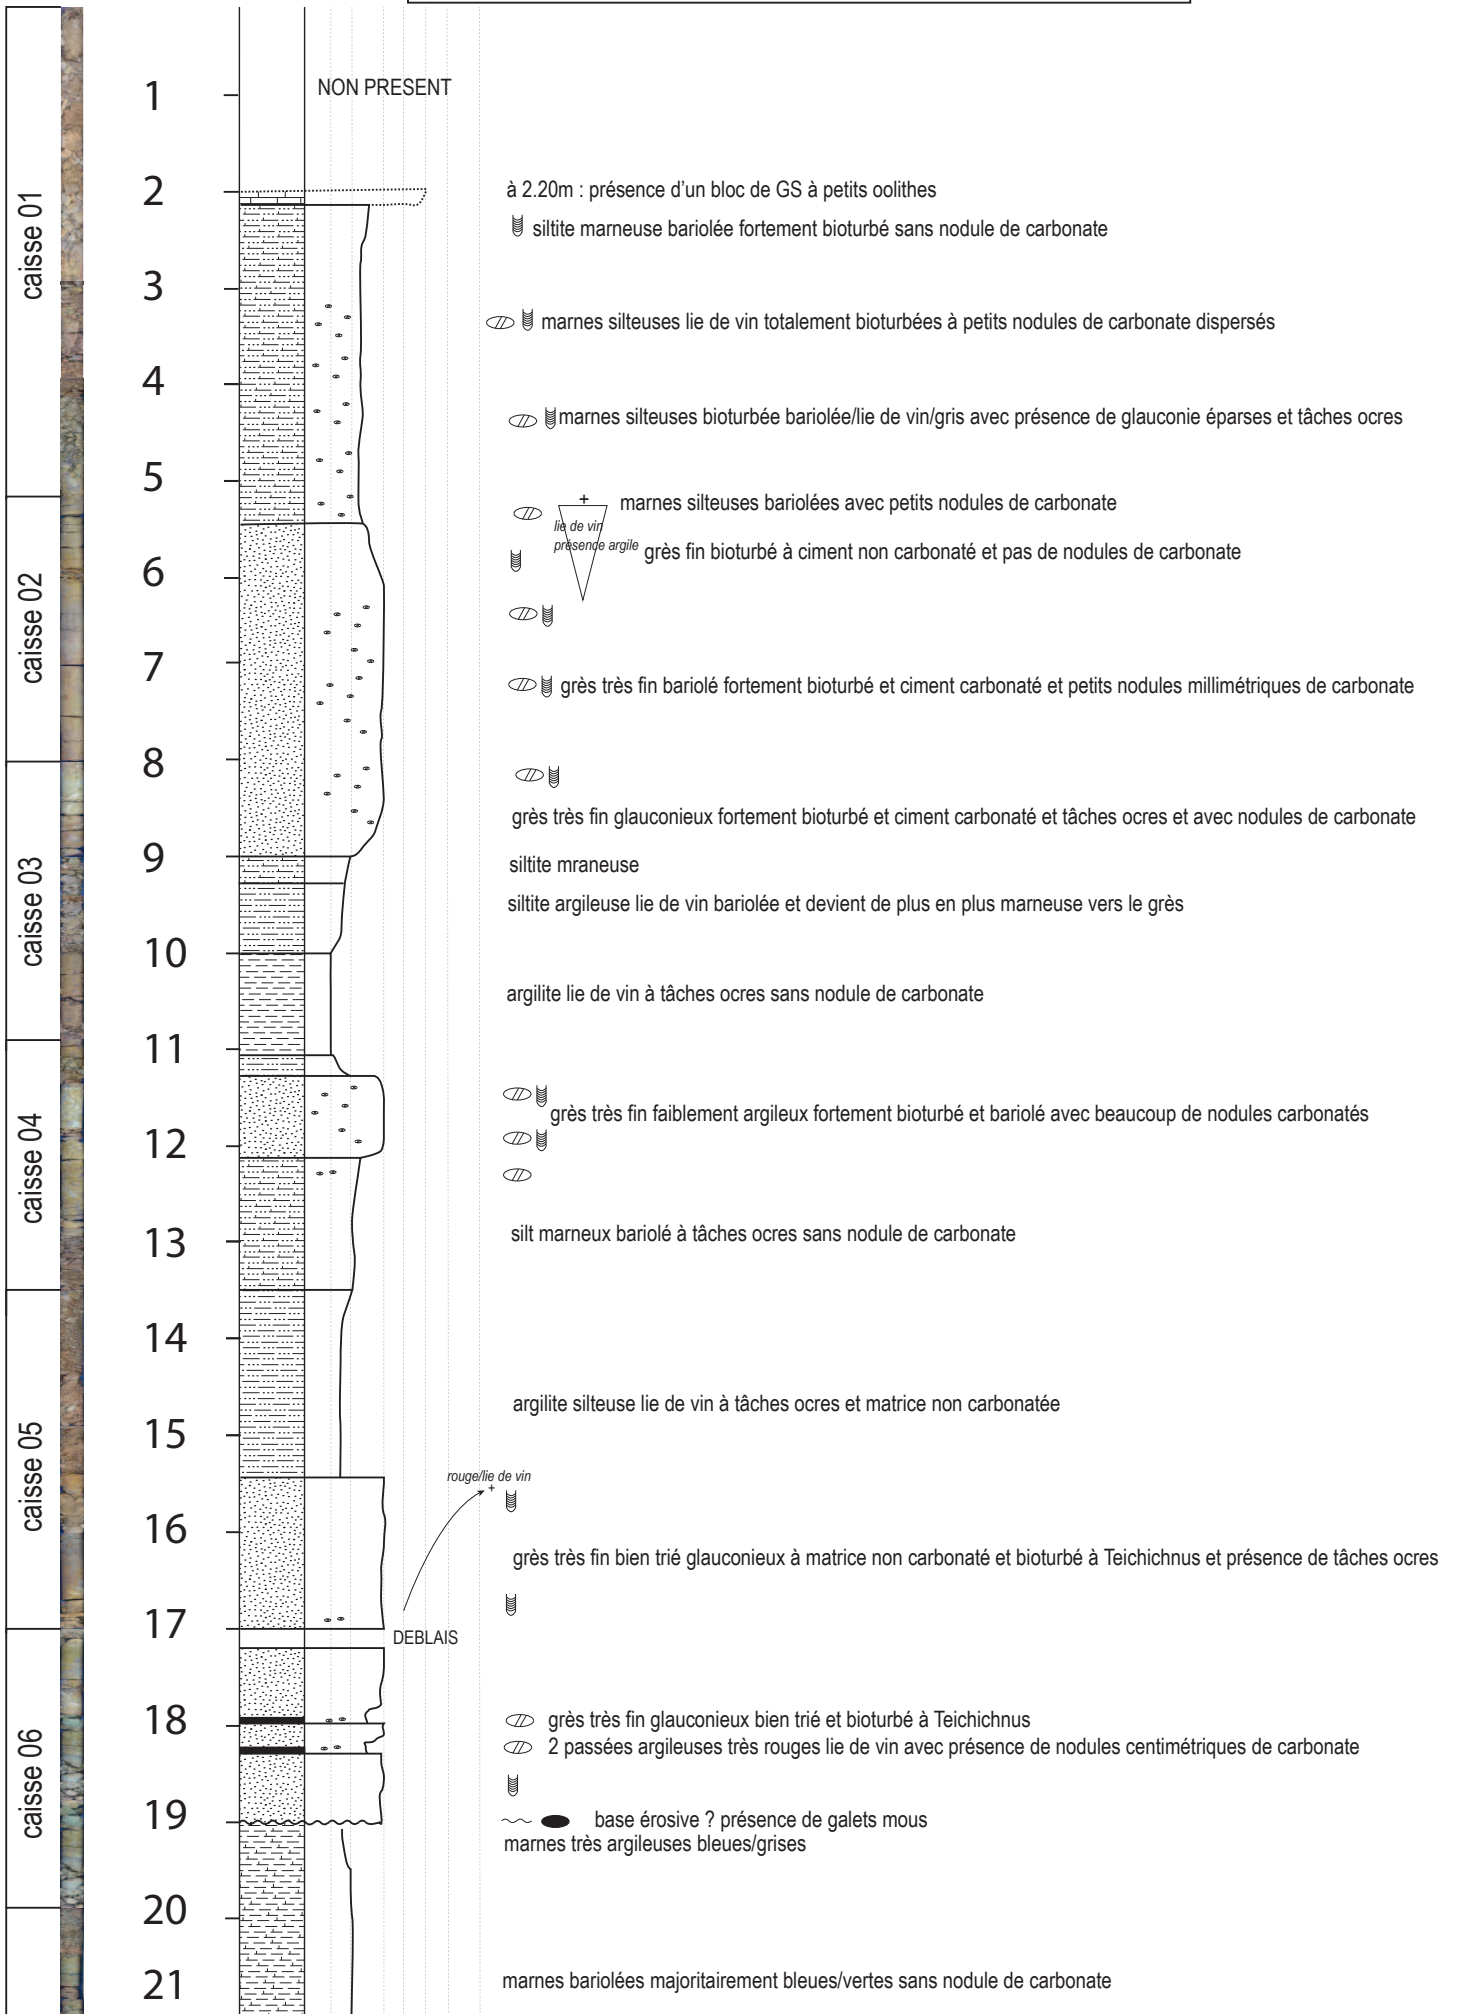 caisse 01
caisse 02
caisse 03
caisse 04
caisse 05
caisse 06
1
NON PRESENT
2
à 2.20m : présence d'un bloc de GS à petits oolithes
siltite marneuse bariolée fortement bioturbé sans nodule de carbonate
3
marnes silteuses lie de vin totalement bioturbées à petits nodules de carbonate dispersés
4
marnes silteuses bioturbée bariolée/lie de vin/gris avec présence de glauconie éparses et tâches ocres
5
+
marnes silteuses bariolées avec petits nodules de carbonate
lie de vin
présence argile
grès fin bioturbé à ciment non carbonaté et pas de nodules de carbonate
6
7
grès très fin bariolé fortement bioturbé et ciment carbonaté et petits nodules millimétriques de carbonate
8
grès très fin glauconieux fortement bioturbé et ciment carbonaté et tâches ocres et avec nodules de carbonate
9
siltite mraneuse
siltite argileuse lie de vin bariolée et devient de plus en plus marneuse vers le grès
10
argilite lie de vin à tâches ocres sans nodule de carbonate
11
grès très fin faiblement argileux fortement bioturbé et bariolé avec beaucoup de nodules carbonatés
12
13
silt marneux bariolé à tâches ocres sans nodule de carbonate
14
argilite silteuse lie de vin à tâches ocres et matrice non carbonatée
15
rouge/lie de vin
+
16
grès très fin bien trié glauconieux à matrice non carbonaté et bioturbé à Teichichnus et présence de tâches ocres
17
DEBLAIS
18
grès très fin glauconieux bien trié et bioturbé à Teichichnus
2 passées argileuses très rouges lie de vin avec présence de nodules centimétriques de carbonate
19
base érosive ? présence de galets mous
marnes très argileuses bleues/grises
20
21
marnes bariolées majoritairement bleues/vertes sans nodule de carbonate